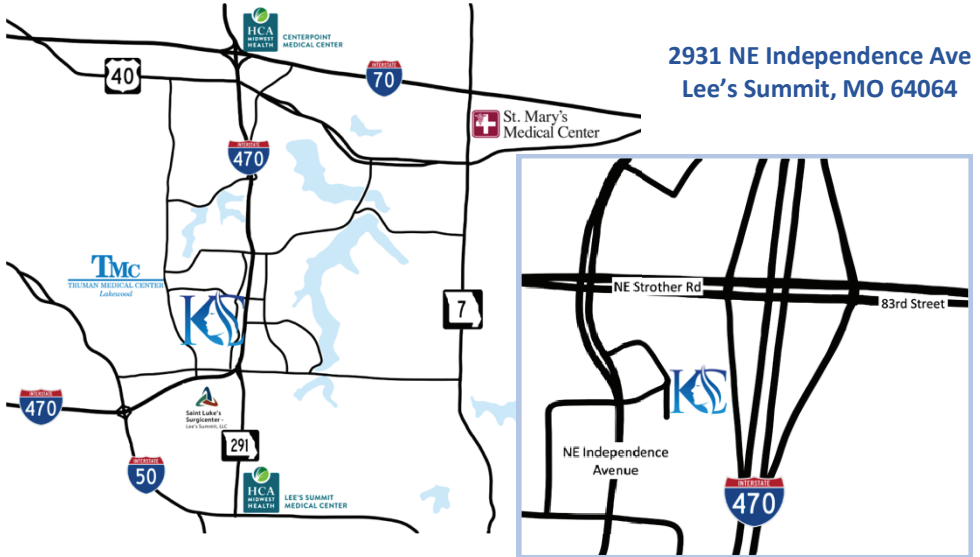 HCA
MIDWEST
HEALTH
CENTERPOINT
MEDICAL CENTER
2931 NE Independence Ave
Lee’s Summit, MO 64064
40
INTERSTATE
70
St. Mary's
Medical Center
INTERSTATE
470
TMC
TRUMAN MEDICAL CENTER
Lakewood
KS
7
NE Strother Rd
83rd Street
KS
INTERSTATE
470
Saint Luke's
Surgicenter -
Lee's Summit, LLC
291
NE Independence
Avenue
INTERSTATE
50
HCA
MIDWEST
HEALTH
LEE'S SUMMIT
MEDICAL CENTER
INTERSTATE
470